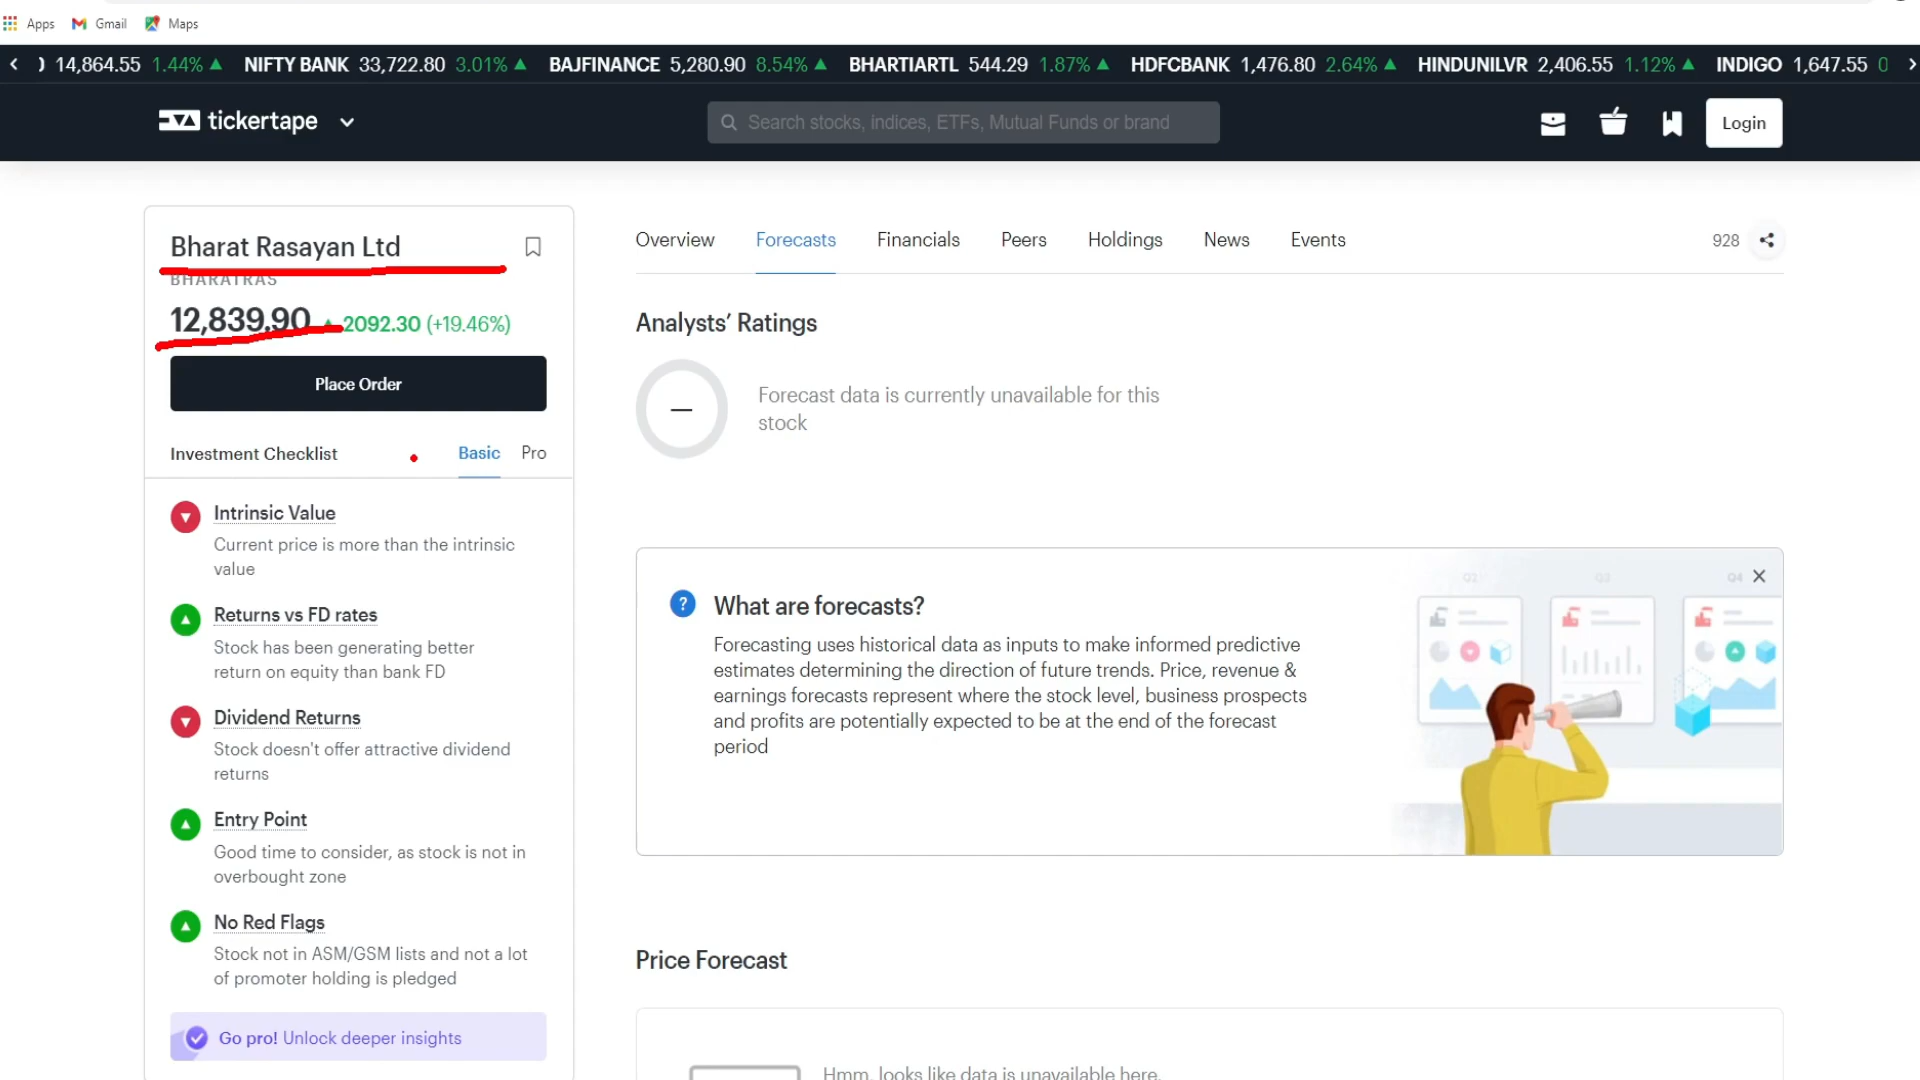 Apps Gmail Maps
14,864.55 1.44% NIFTY BANK 33,722.80 3.01% BAJFINANCE 5,280.90 8.54% BHARTIARTL 544.29 1.87% HDFCBANK 1,476.80 2.64% HINDUNILVR 2,406.55 1.12% INDIGO 1,647.55 0
tickertape
Search stocks, indices, ETFs, Mutual Funds or brand
Login
Bharat Rasayan Ltd
BHARATRAS
12,839.90 2092.30 (+19.46%)
Place Order
Investment Checklist Basic Pro
Intrinsic Value
Current price is more than the intrinsic
value
Returns vs FD rates
Stock has been generating better
return on equity than bank FD
Dividend Returns
Stock doesn't offer attractive dividend
returns
Entry Point
Good time to consider, as stock is not in
overbought zone
No Red Flags
Stock not in ASM/GSM lists and not a lot
of promoter holding is pledged
Go pro! Unlock deeper insights
Overview Forecasts Financials Peers Holdings News Events 928
Analysts' Ratings
Forecast data is currently unavailable for this
stock
What are forecasts?
Forecasting uses historical data as inputs to make informed predictive
estimates determining the direction of future trends. Price, revenue &
earnings forecasts represent where the stock level, business prospects
and profits are potentially expected to be at the end of the forecast
period
Q2 Q3 Q4
Price Forecast
Hmm, looks like data is unavailable here.